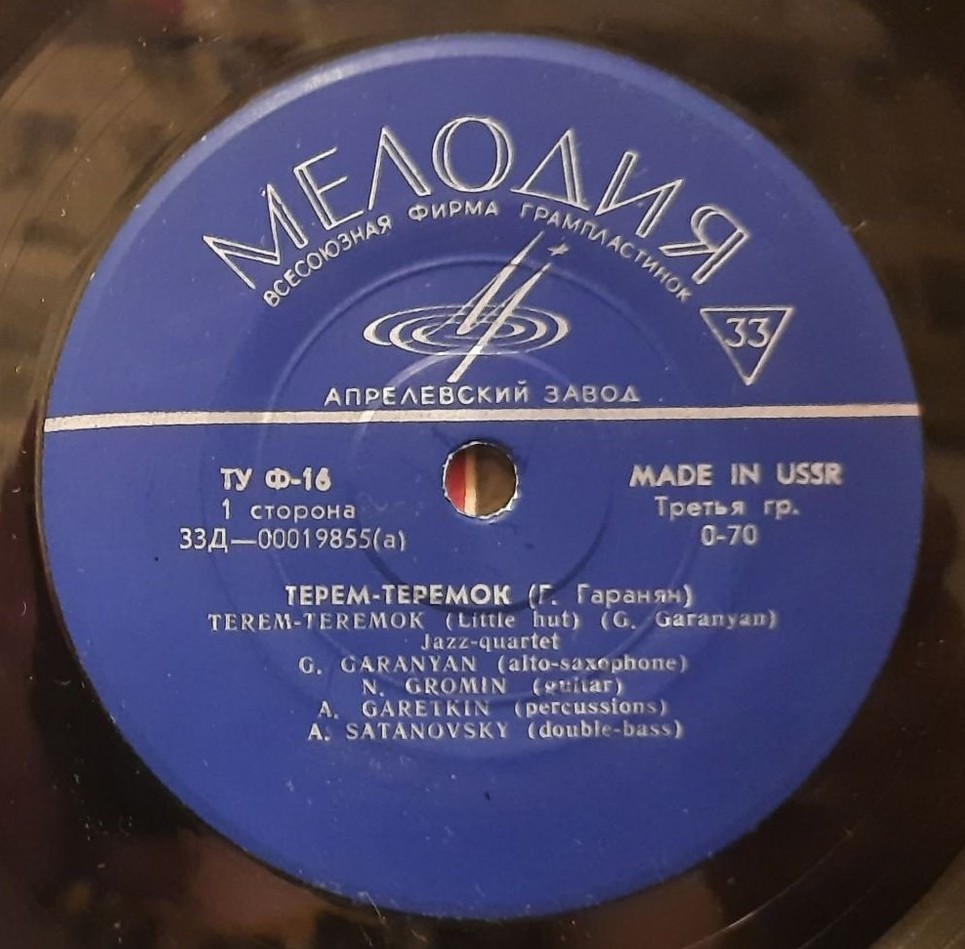 МЕЛОДИЯ
ВСЕСОЮЗНАЯ ФИРМА ГРАМПЛАСТИНОК
33
АПРЕЛЕВСКИЙ ЗАВОД
ТУ Ф-16
MADE IN USSR
1 сторона
Третья гр.
33Д—00019855(а)
0-70
ТЕРЕМ-ТЕРЕМОК (Г. Гаранян)
TEREM-TEREMOK (Little hut) (G. Garanyan)
Jazz-quartet
G. GARANYAN (alto-saxophone)
N. GROMIN (guitar)
A. GARETKIN (percussions)
A. SATANOVSKY (double-bass)